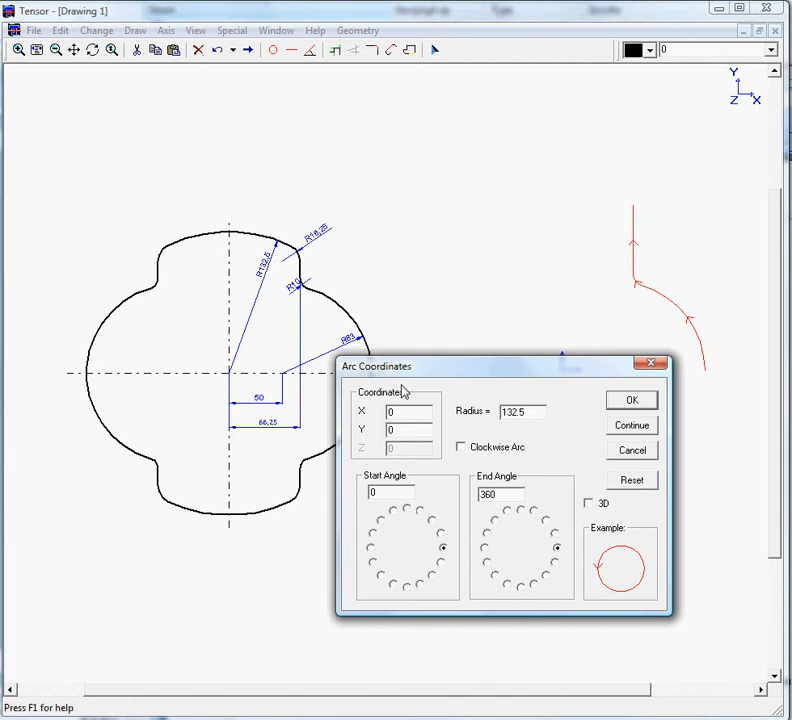 Tensor - [Drawing 1]
File Edit Change Draw Axis View Special Window Help Geometry
0
Y
Z X
R16,25
R132,5
R10
R83
50
66,25
Arc Coordinates
Coordinates
X 0
Y 0
Z 0
Radius = 132.5
Clockwise Arc
OK
Continue
Cancel
Reset
Start Angle
0
End Angle
360
3D
Example:
Press F1 for help